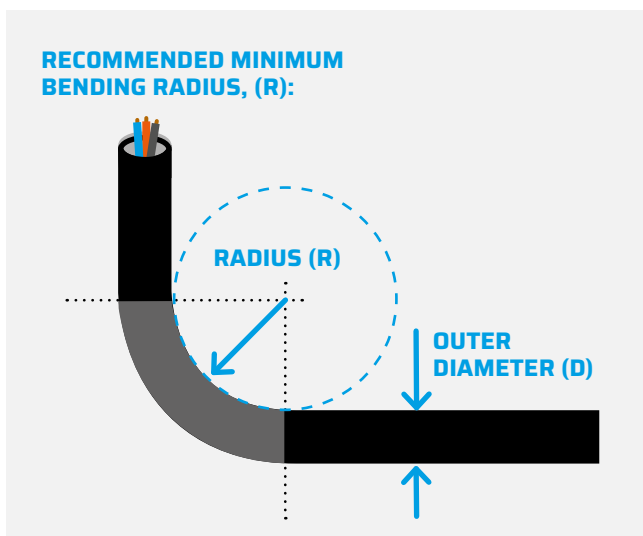 RECOMMENDED MINIMUM
BENDING RADIUS, (R):
RADIUS (R)
OUTER
DIAMETER (D)